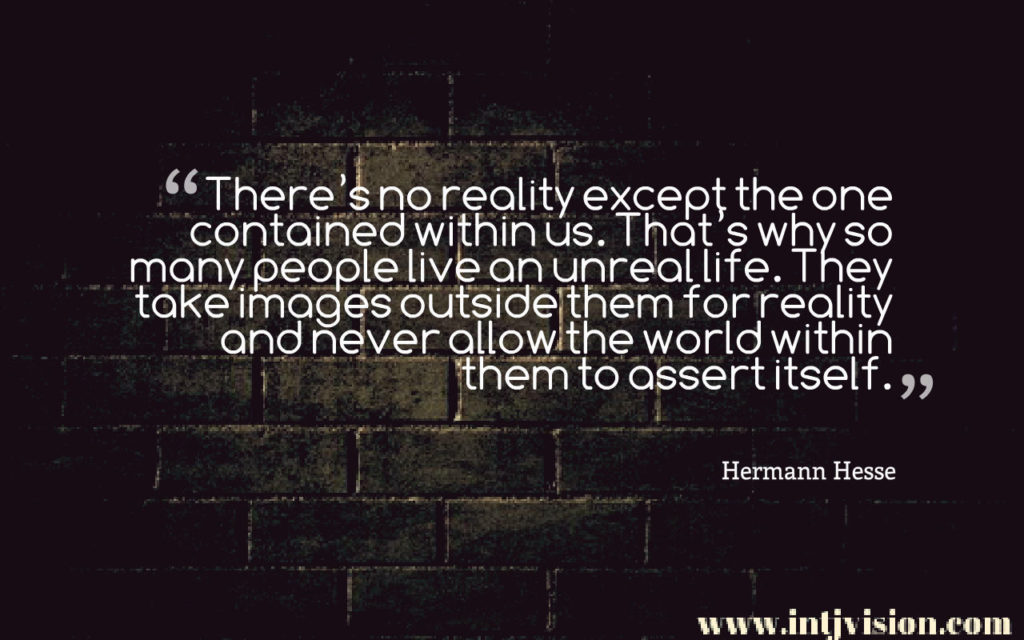 “There’s no reality except the one
contained within us. That’s why so
many people live an unreal life. They
take images outside them for reality
and never allow the world within
them to assert itself.”
Hermann Hesse
www.intjvision.com